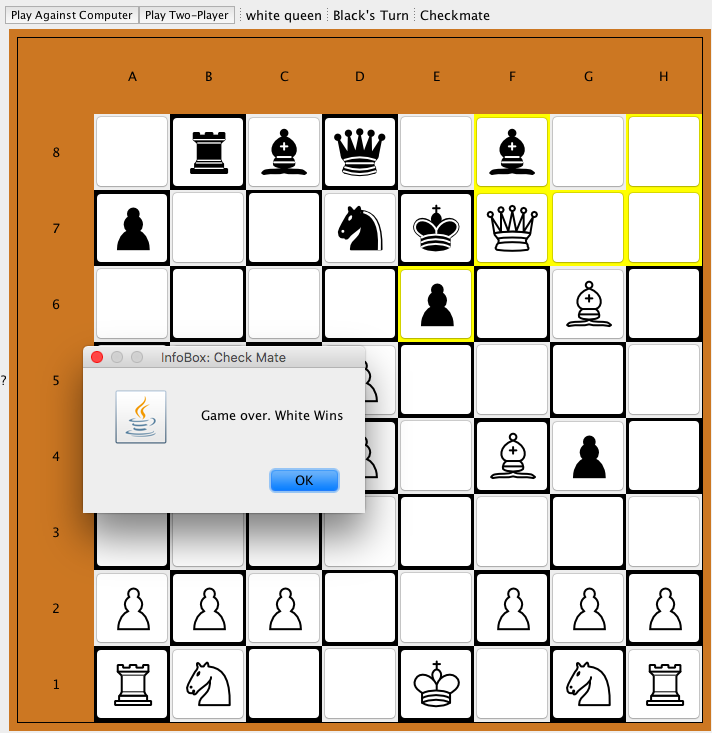 Play Against Computer Play Two-Player white queen Black's Turn Checkmate
A B C D E F G H
8
7
6
InfoBox: Check Mate
? 5
Game over. White Wins
4
OK
3
2
1